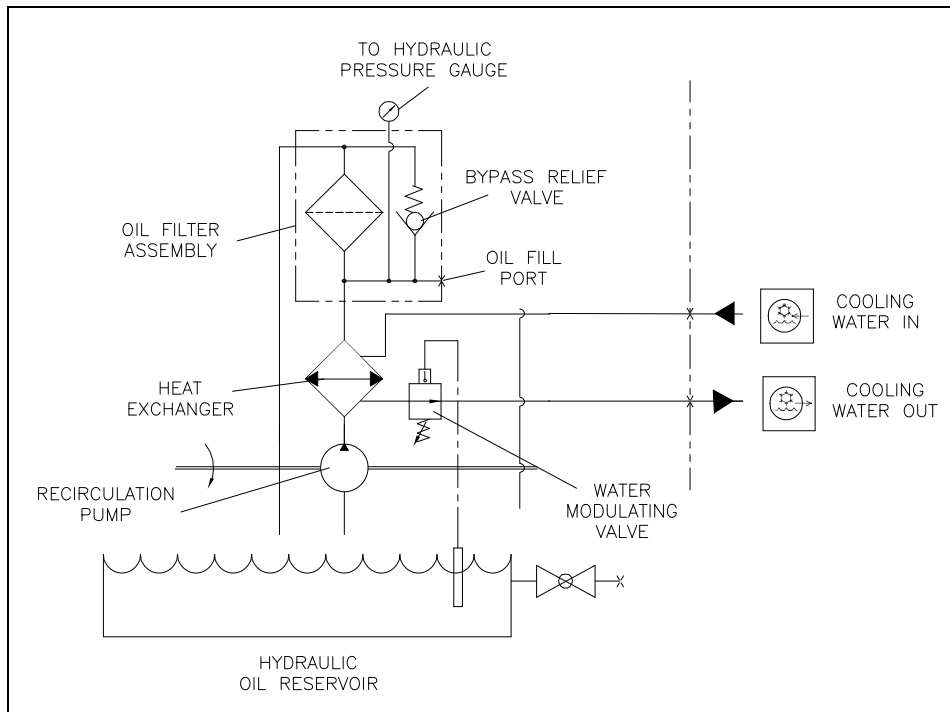 TO HYDRAULIC
PRESSURE GAUGE
BYPASS RELIEF
VALVE
OIL FILTER
ASSEMBLY
OIL FILL
PORT
COOLING
WATER IN
HEAT
EXCHANGER
COOLING
WATER OUT
RECIRCULATION
PUMP
WATER
MODULATING
VALVE
HYDRAULIC
OIL RESERVOIR